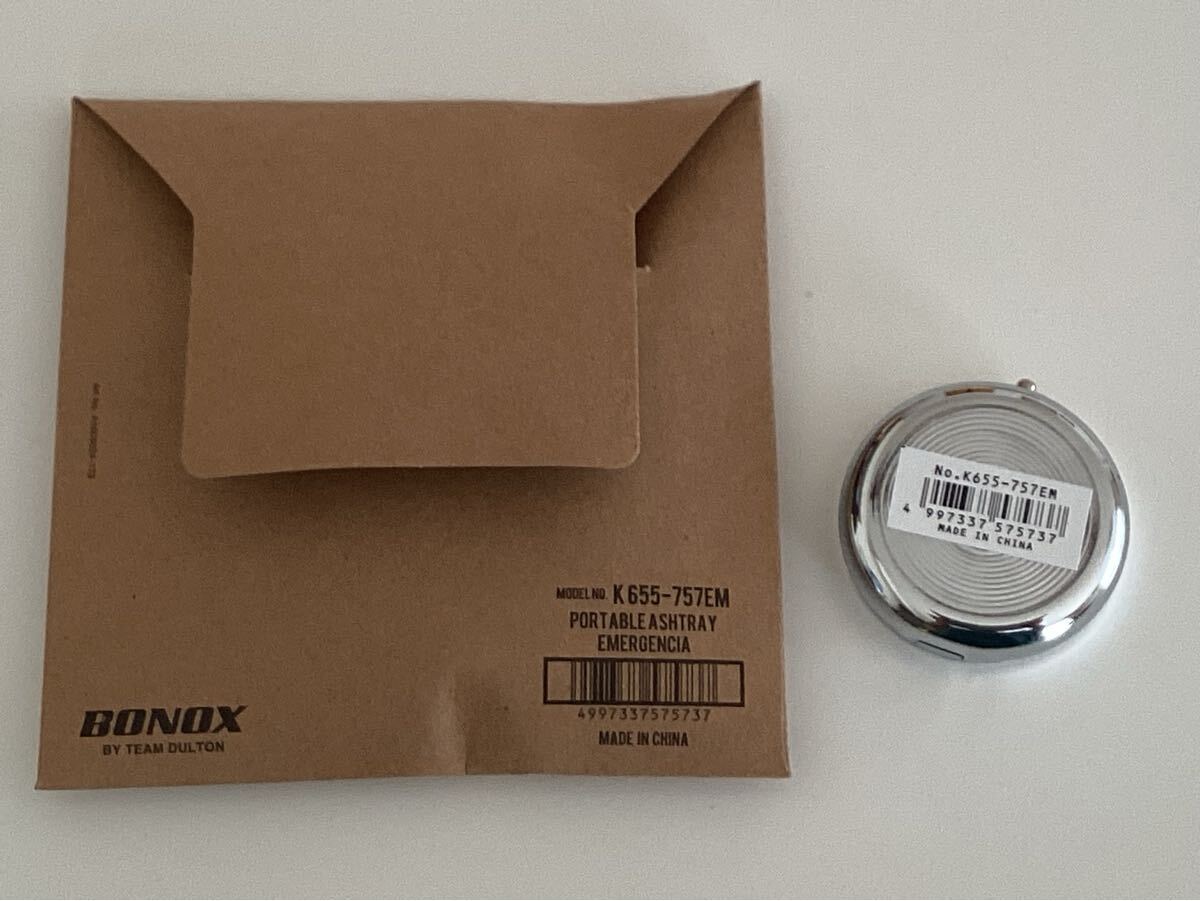 MODEL NO. K655-757EM
PORTABLE ASHTRAY
EMERGENCIA
4997337575737
MADE IN CHINA
BONOX
BY TEAM DULTON
No.K655-757EM
4 997337 575737
MADE IN CHINA